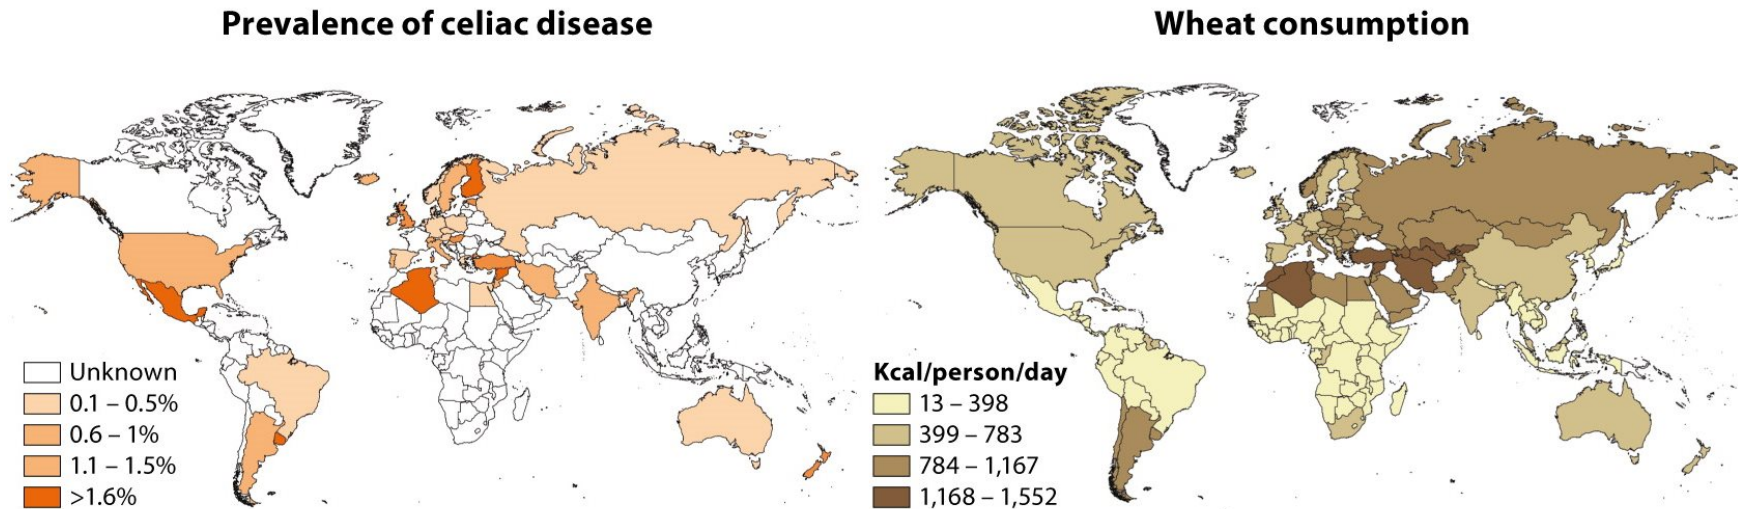 Prevalence of celiac disease
Unknown
0.1 – 0.5%
0.6 – 1%
1.1 – 1.5%
>1.6%
Wheat consumption
Kcal/person/day
13 – 398
399 – 783
784 – 1,167
1,168 – 1,552